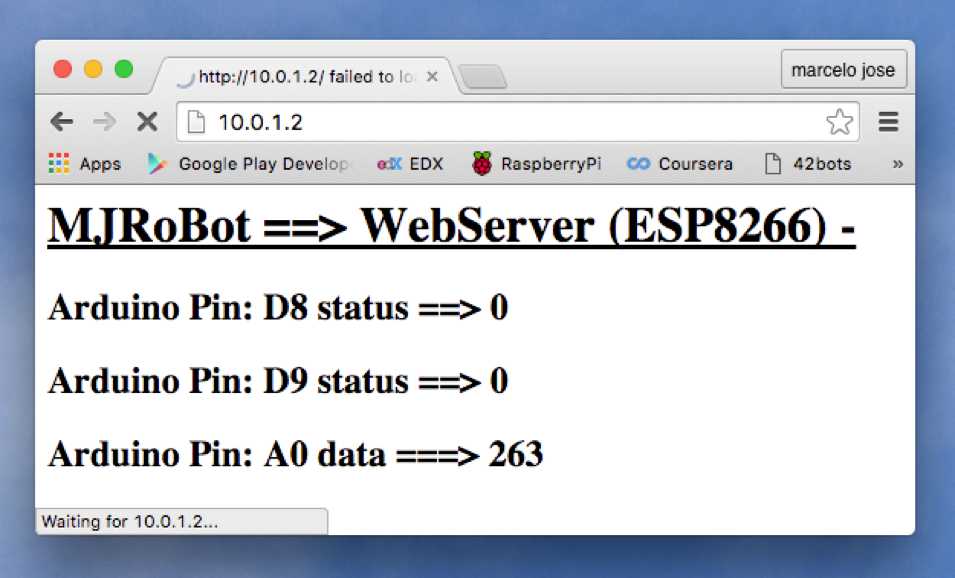 http://10.0.1.2/ failed to lo
marcelo jose
10.0.1.2
Apps
Google Play Develop
edX EDX
RaspberryPi
CO Coursera
42bots
»
MJRoBot ==> WebServer (ESP8266) -
Arduino Pin: D8 status ==> 0
Arduino Pin: D9 status ==> 0
Arduino Pin: A0 data ===> 263
Waiting for 10.0.1.2...